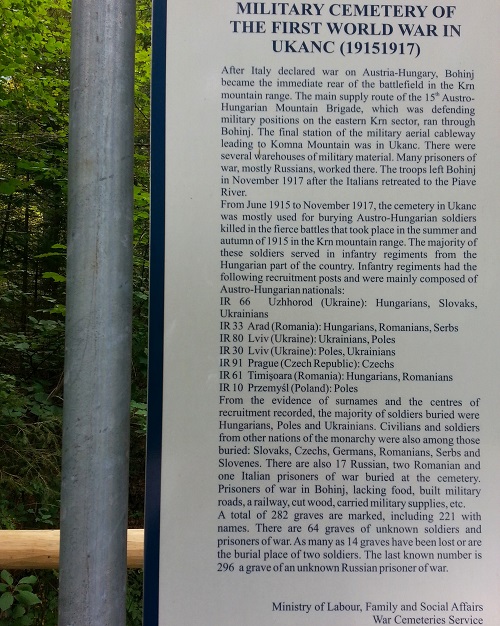 MILITARY CEMETERY OF
THE FIRST WORLD WAR IN
UKANC (19151917)
After Italy declared war on Austria-Hungary, Bohinj
became the immediate rear of the battlefield in the Krn
mountain range. The main supply route of the 15th Austro-
Hungarian Mountain Brigade, which was defending
military positions on the eastern Krn sector, ran through
Bohinj. The final station of the military aerial cableway
leading to Komna Mountain was in Ukanc. There were
several warehouses of military material. Many prisoners of
war, mostly Russians, worked there. The troops left Bohinj
in November 1917 after the Italians retreated to the Piave
River.
From June 1915 to November 1917, the cemetery in Ukanc
was mostly used for burying Austro-Hungarian soldiers
killed in the fierce battles that took place in the summer and
autumn of 1915 in the Krn mountain range. The majority of
these soldiers served in infantry regiments from the
Hungarian part of the country. Infantry regiments had the
following recruitment posts and were mainly composed of
Austro-Hungarian nationals:
IR 66 Uzhhorod (Ukraine): Hungarians, Slovaks,
Ukrainians
IR 33 Arad (Romania): Hungarians, Romanians, Serbs
IR 80 Lviv (Ukraine): Ukrainians, Poles
IR 30 Lviv (Ukraine): Poles, Ukrainians
IR 91 Prague (Czech Republic): Czechs
IR 61 Timişoara (Romania): Hungarians, Romanians
IR 10 Przemyśl (Poland): Poles
From the evidence of surnames and the centres of
recruitment recorded, the majority of soldiers buried were
Hungarians, Poles and Ukrainians. Civilians and soldiers
from other nations of the monarchy were also among those
buried: Slovaks, Czechs, Germans, Romanians, Serbs and
Slovenes. There are also 17 Russian, two Romanian and
one Italian prisoners of war buried at the cemetery.
Prisoners of war in Bohinj, lacking food, built military
roads, a railway, cut wood, carried military supplies, etc.
A total of 282 graves are marked, including 221 with
names. There are 64 graves of unknown soldiers and
prisoners of war. As many as 14 graves have been lost or are
the burial place of two soldiers. The last known number is
296 a grave of an unknown Russian prisoner of war.
Ministry of Labour, Family and Social Affairs
War Cemeteries Service